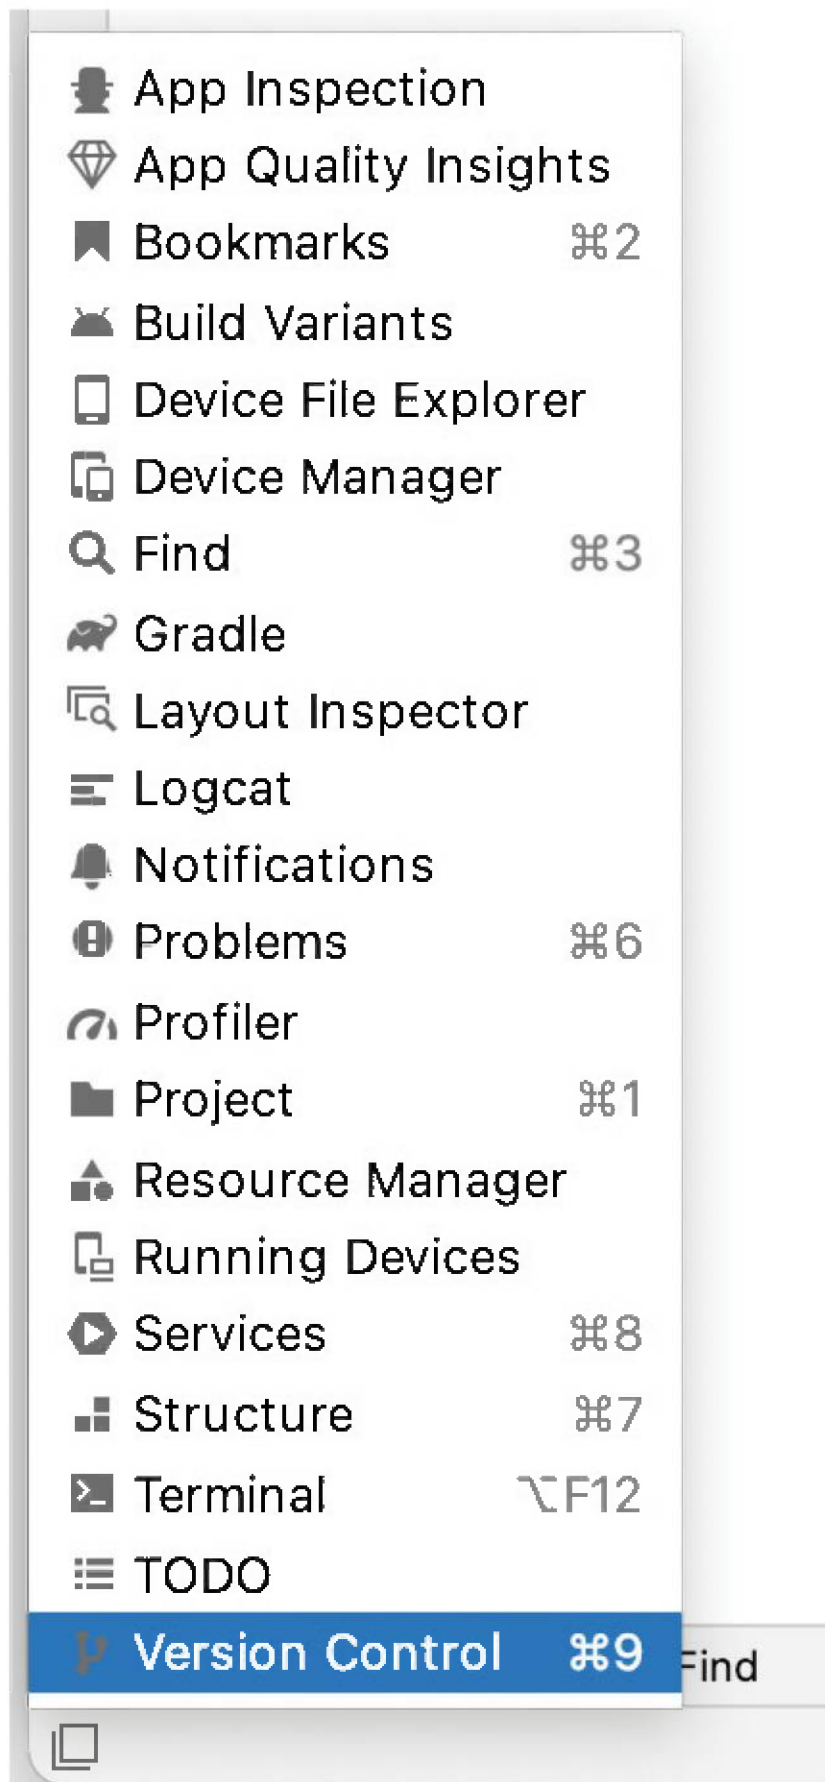 App Inspection
App Quality Insights
Bookmarks ⌘2
Build Variants
Device File Explorer
Device Manager
Find ⌘3
Gradle
Layout Inspector
Logcat
Notifications
Problems ⌘6
Profiler
Project ⌘1
Resource Manager
Running Devices
Services ⌘8
Structure ⌘7
Terminal ⌥F12
TODO
Version Control ⌘9
Find